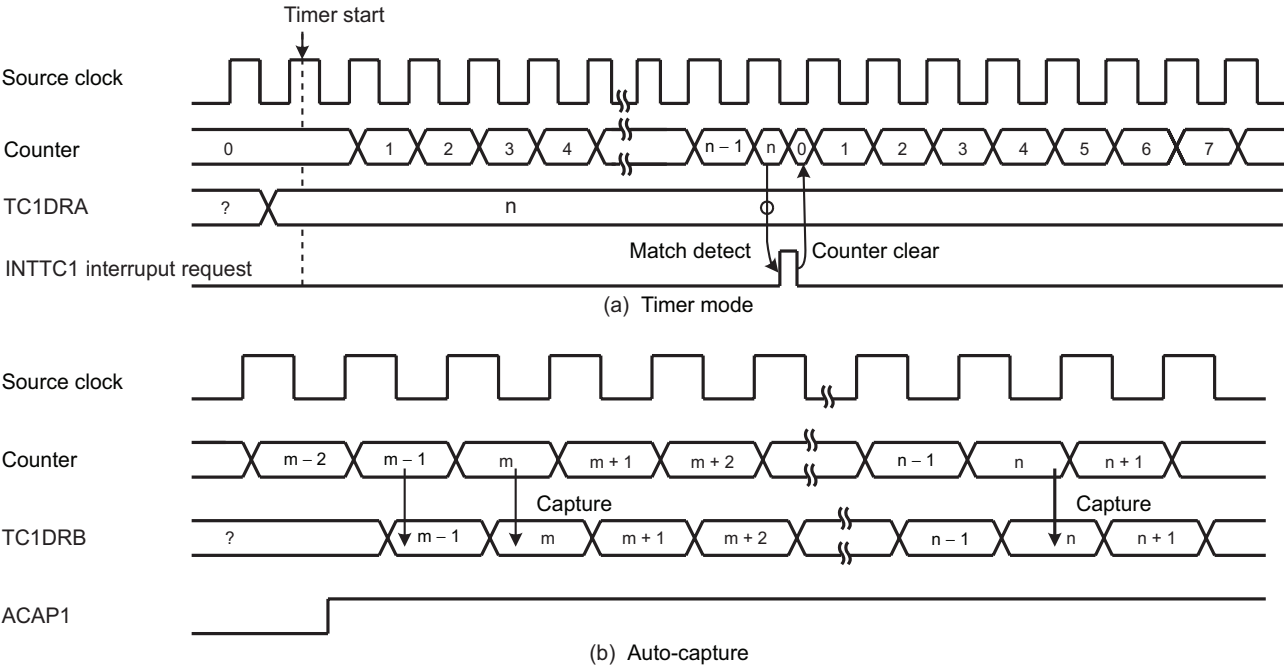 Timer start
Source clock
Counter 0 1 2 3 4 n – 1 n 0 1 2 3 4 5 6 7
TC1DRA ? n
Match detect Counter clear
INTTC1 interruput request
(a) Timer mode
Source clock
Counter m – 2 m – 1 m m + 1 m + 2 n – 1 n n + 1
Capture Capture
TC1DRB ? m – 1 m m + 1 m + 2 n – 1 n n + 1
ACAP1
(b) Auto-capture